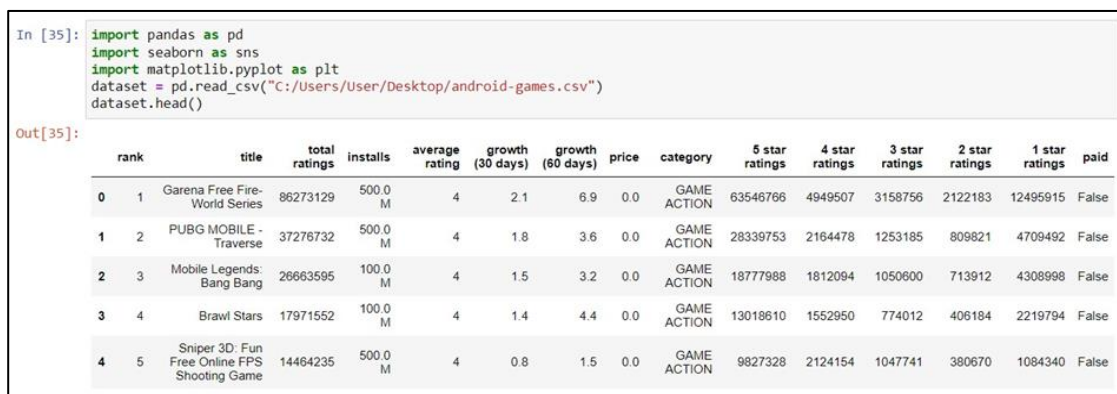 In [35]: import pandas as pd
import seaborn as sns
import matplotlib.pyplot as plt
dataset = pd.read_csv("C:/Users/User/Desktop/android-games.csv")
dataset.head()
Out[35]:
rank title total ratings installs average rating growth (30 days) growth (60 days) price category 5 star ratings 4 star ratings 3 star ratings 2 star ratings 1 star ratings paid
0 1 Garena Free Fire- World Series 86273129 500.0 M 4 2.1 6.9 0.0 GAME ACTION 63546766 4949507 3158756 2122183 12495915 False
1 2 PUBG MOBILE - Traverse 37276732 500.0 M 4 1.8 3.6 0.0 GAME ACTION 28339753 2164478 1253185 809821 4709492 False
2 3 Mobile Legends: Bang Bang 26663595 100.0 M 4 1.5 3.2 0.0 GAME ACTION 18777988 1812094 1050600 713912 4308998 False
3 4 Brawl Stars 17971552 100.0 M 4 1.4 4.4 0.0 GAME ACTION 13018610 1552950 774012 406184 2219794 False
4 5 Sniper 3D: Fun Free Online FPS Shooting Game 14464235 500.0 M 4 0.8 1.5 0.0 GAME ACTION 9827328 2124154 1047741 380670 1084340 False